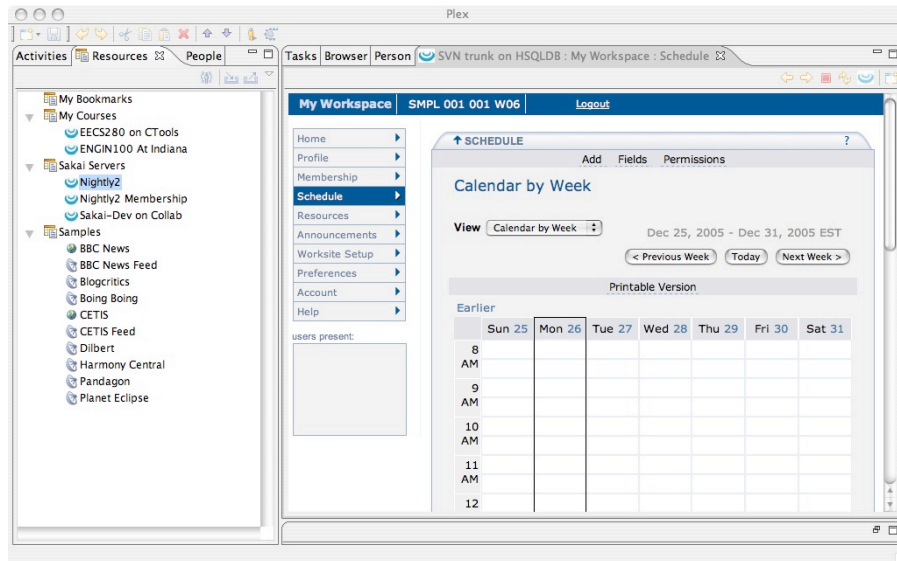 Plex
Activities Resources People
Tasks Browser Person SVN trunk on HSQLDB : My Workspace : Schedule
My Bookmarks
My Courses
EECS280 on CTools
ENGIN100 At Indiana
Sakai Servers
Nightly2
Nightly2 Membership
Sakai-Dev on Collab
Samples
BBC News
BBC News Feed
Blogcritics
Boing Boing
CETIS
CETIS Feed
Dilbert
Harmony Central
Pandagon
Planet Eclipse
My Workspace SMPL 001 001 W06 Logout
Home
Profile
Membership
Schedule
Resources
Announcements
Worksite Setup
Preferences
Account
Help
users present:
SCHEDULE ?
Add Fields Permissions
Calendar by Week
View Calendar by Week
Dec 25, 2005 - Dec 31, 2005 EST
< Previous Week Today Next Week >
Printable Version
Earlier
Sun 25 Mon 26 Tue 27 Wed 28 Thu 29 Fri 30 Sat 31
8
AM
9
AM
10
AM
11
AM
12